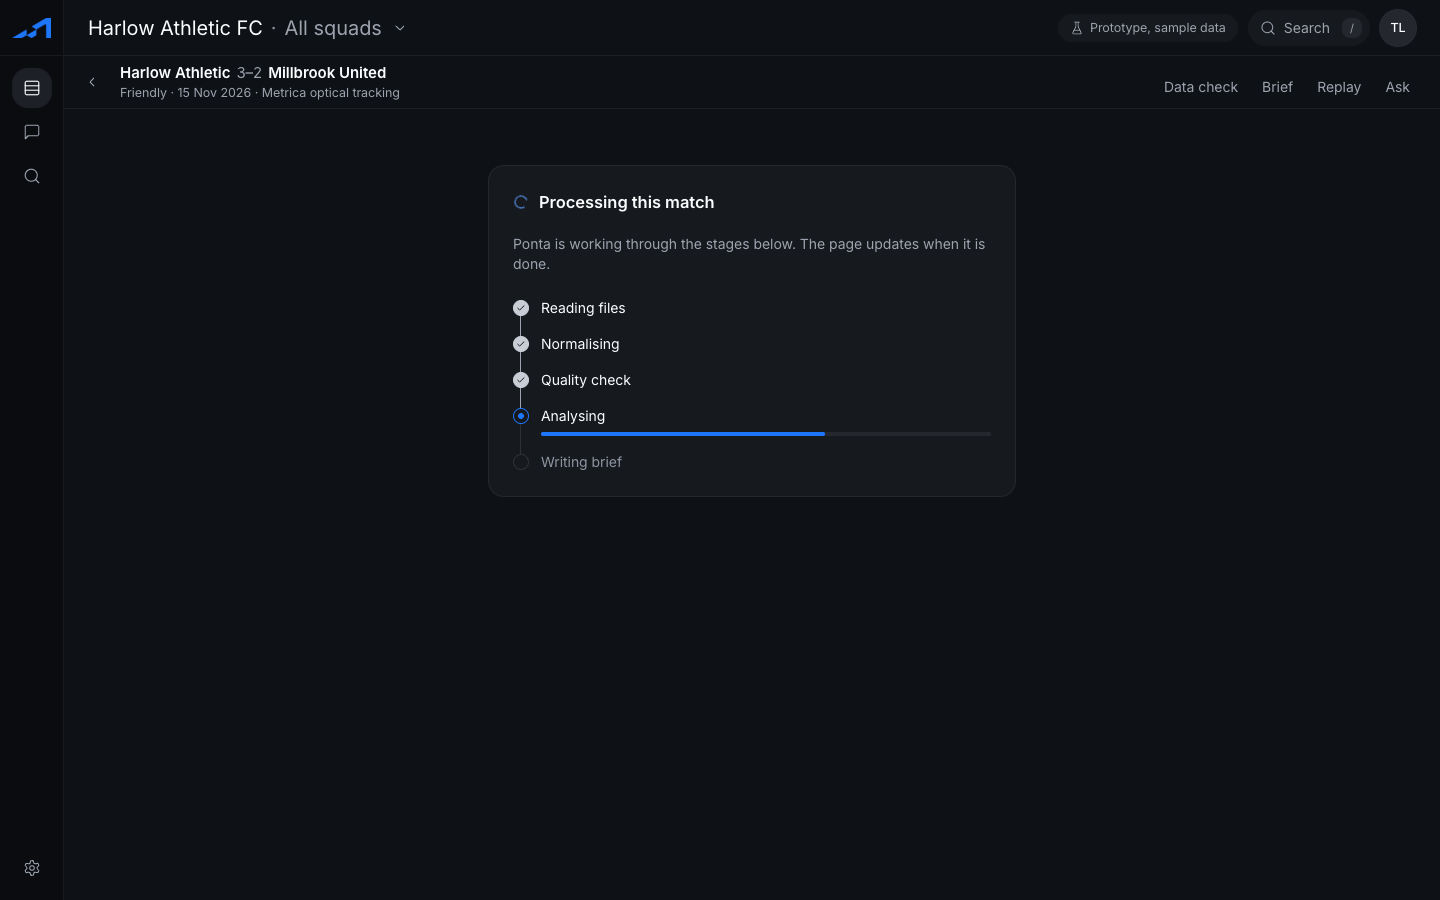 Harlow Athletic FC · All squads
Prototype, sample data
Search /
TL
Harlow Athletic 3–2 Millbrook United
Friendly · 15 Nov 2026 · Metrica optical tracking
Data check
Brief
Replay
Ask
Processing this match
Ponta is working through the stages below. The page updates when it is
done.
Reading files
Normalising
Quality check
Analysing
Writing brief